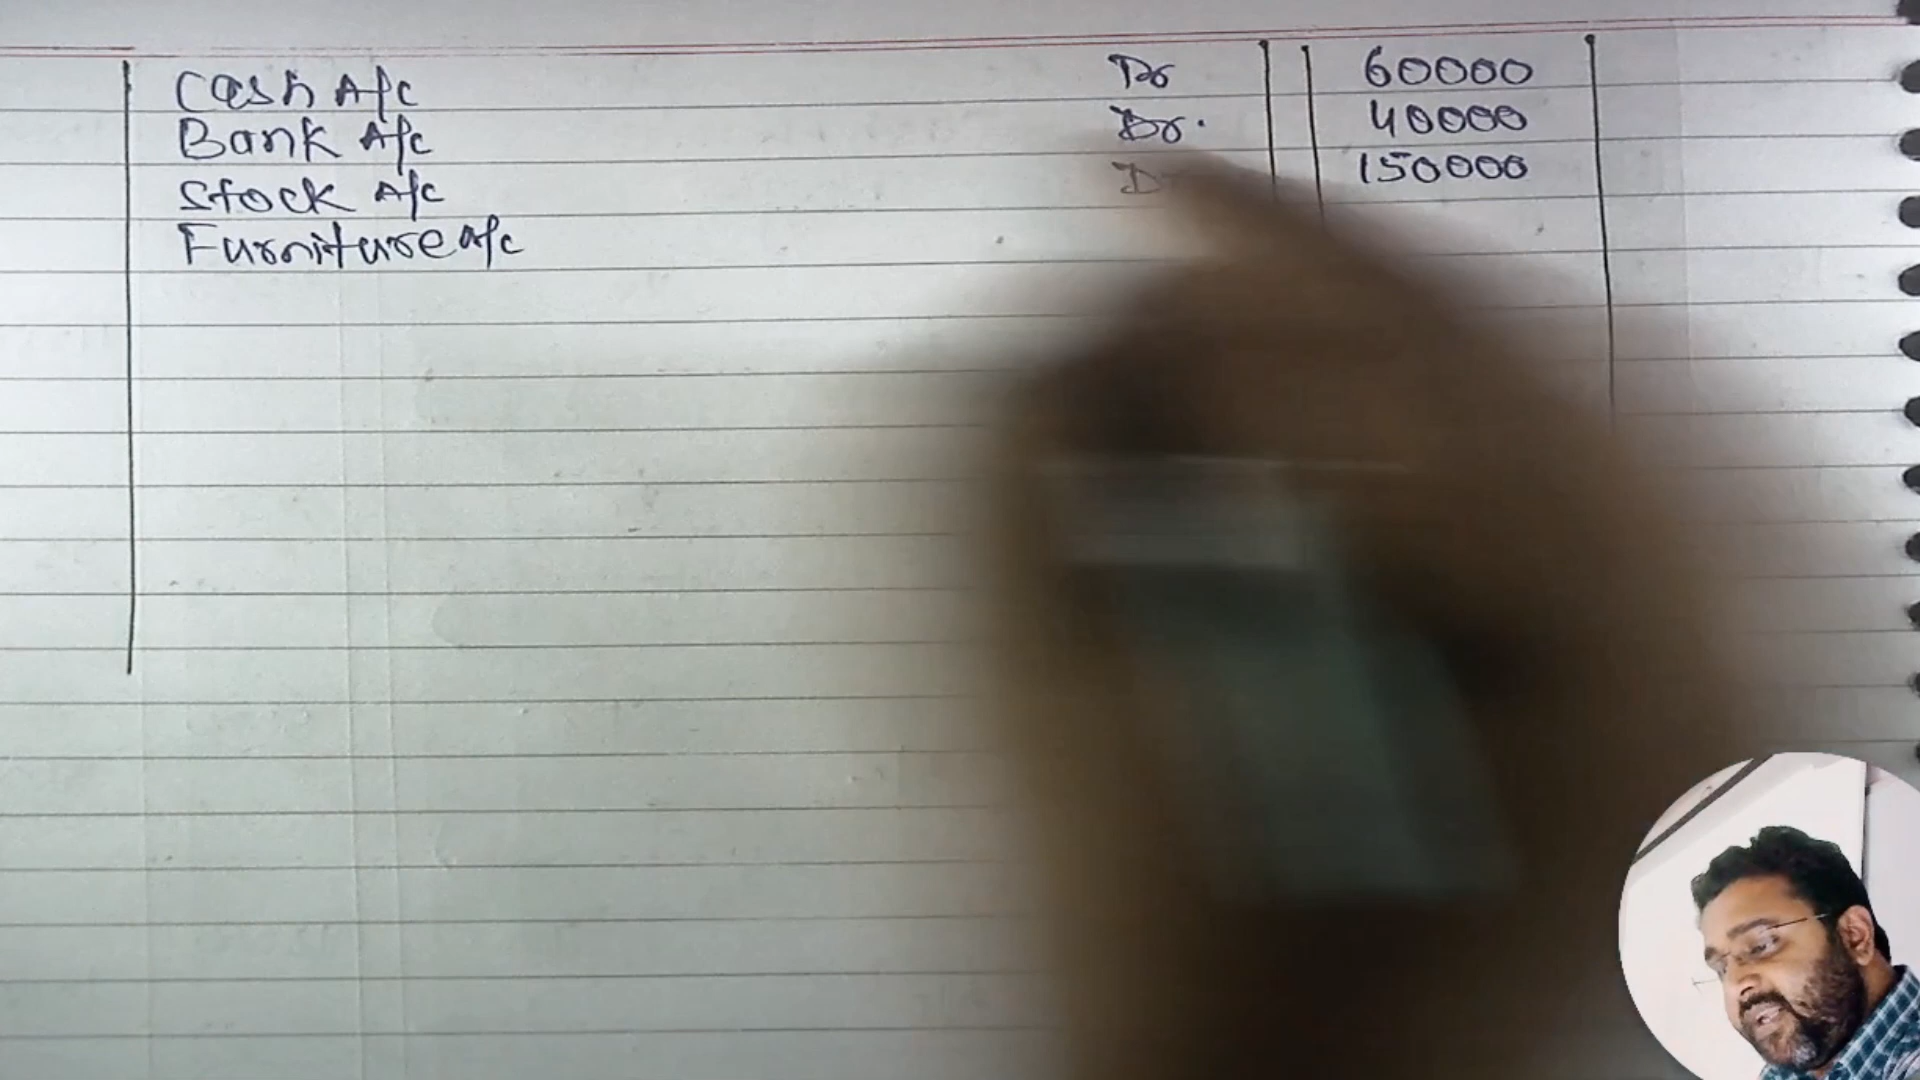 Cash A/c Dr 60000
Bank A/c Dr. 40000
Stock A/c D 150000
Furniture A/c